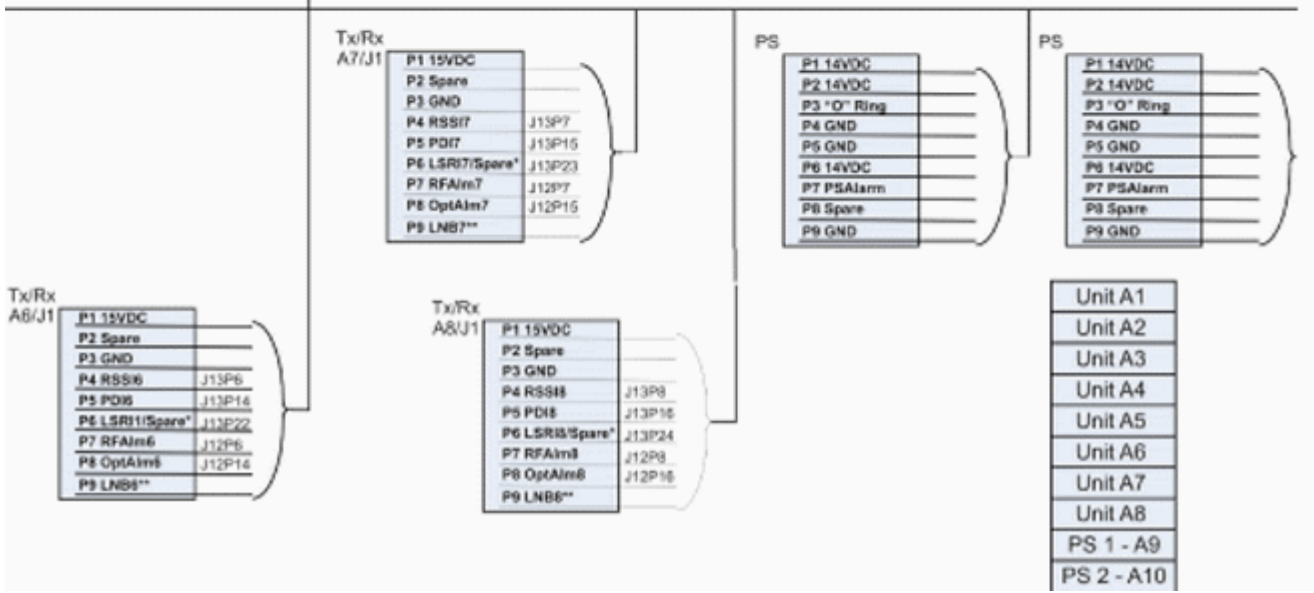 Tx/Rx
A7/J1
P1 15VDC
P2 Spare
P3 GND
P4 RSSI7 J13P7
P5 PDI7 J13P15
P6 LSRI7/Spare* J13P23
P7 RFAlm7 J12P7
P8 OptAlm7 J12P15
P9 LNB7**
PS
P1 14VDC
P2 14VDC
P3 "O" Ring
P4 GND
P5 GND
P6 14VDC
P7 PSAlarm
P8 Spare
P9 GND
PS
P1 14VDC
P2 14VDC
P3 "O" Ring
P4 GND
P5 GND
P6 14VDC
P7 PSAlarm
P8 Spare
P9 GND
Tx/Rx
A6/J1
P1 15VDC
P2 Spare
P3 GND
P4 RSSI6 J13P6
P5 PDI6 J13P14
P6 LSRI1/Spare* J13P22
P7 RFAlm6 J12P6
P8 OptAlm6 J12P14
P9 LNB6**
Tx/Rx
A8/J1
P1 15VDC
P2 Spare
P3 GND
P4 RSSI8 J13P8
P5 PDI8 J13P16
P6 LSRI8/Spare* J13P24
P7 RFAlm8 J12P8
P8 OptAlm8 J12P16
P9 LNB8**
Unit A1
Unit A2
Unit A3
Unit A4
Unit A5
Unit A6
Unit A7
Unit A8
PS 1 - A9
PS 2 - A10